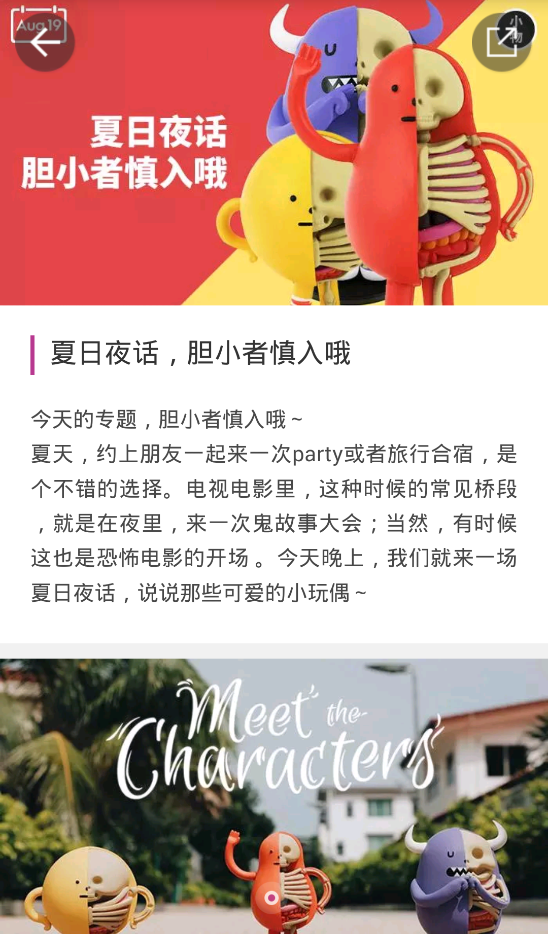 Aug.19
小物
夏日夜话
胆小者慎入哦
夏日夜话，胆小者慎入哦
今天的专题，胆小者慎入哦～
夏天，约上朋友一起来一次party或者旅行合宿，是
个不错的选择。电视电影里，这种时候的常见桥段
，就是在夜里，来一次鬼故事大会；当然，有时候
这也是恐怖电影的开场。今天晚上，我们就来一场
夏日夜话，说说那些可爱的小玩偶～
Meet the
Characters